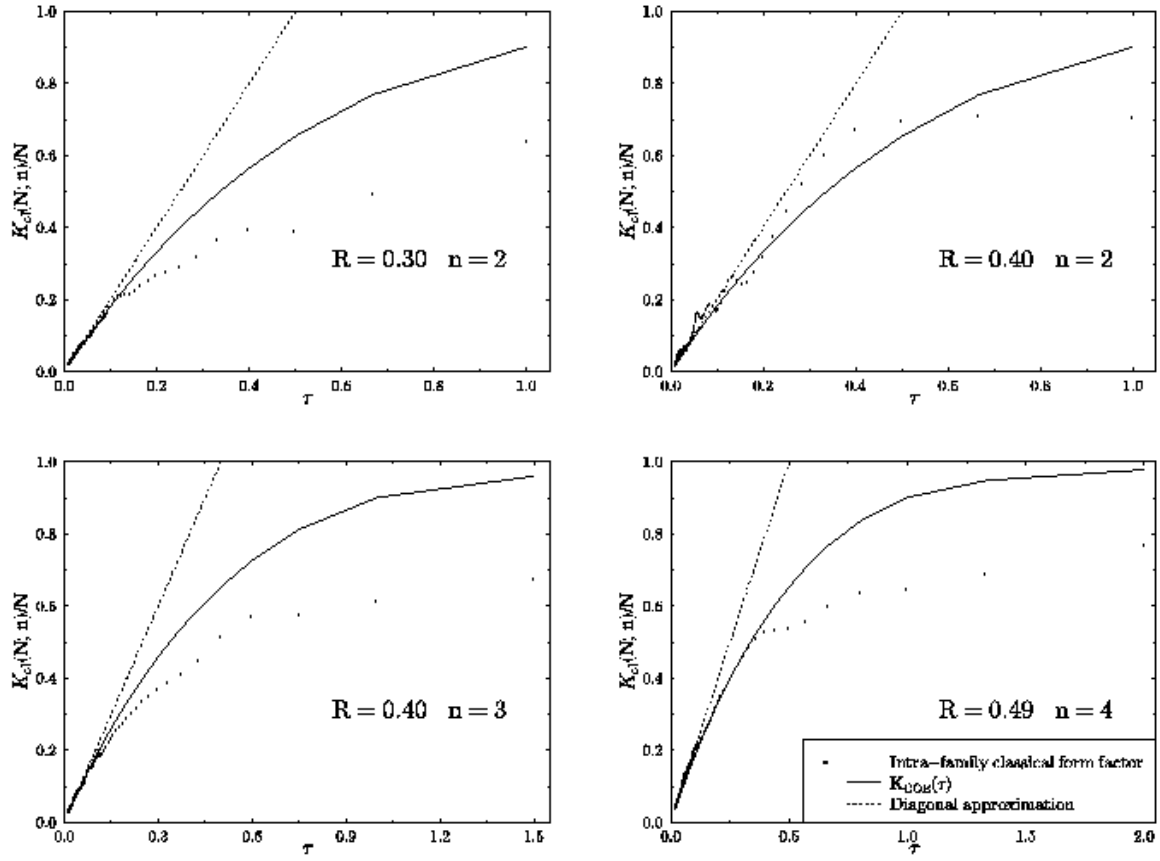 1.0
0.8
0.6
0.4
0.2
0.0
K_cl(N; n)/N
R = 0.30 n = 2
0.0 0.2 0.4 0.6 0.8 1.0
τ
1.0
0.8
0.6
0.4
0.2
0.0
K_cl(N; n)/N
R = 0.40 n = 2
0.0 0.2 0.4 0.6 0.8 1.0
τ
1.0
0.8
0.6
0.4
0.2
0.0
K_cl(N; n)/N
R = 0.40 n = 3
0.0 0.3 0.6 0.9 1.2 1.5
τ
1.0
0.8
0.6
0.4
0.2
0.0
K_cl(N; n)/N
R = 0.49 n = 4
Intra-family classical form factor
K_COE(τ)
Diagonal approximation
0.0 0.5 1.0 1.5 2.0
τ